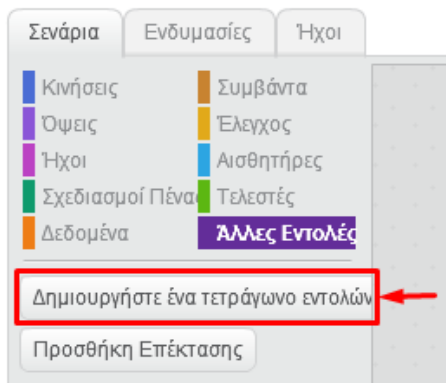 Σενάρια Ενδυμασίες Ήχοι
Κινήσεις Συμβάντα
Όψεις Έλεγχος
Ήχοι Αισθητήρες
Σχεδιασμοί Πένας Τελεστές
Δεδομένα Άλλες Εντολές
Δημιουργήστε ένα τετράγωνο εντολών
Προσθήκη Επέκτασης